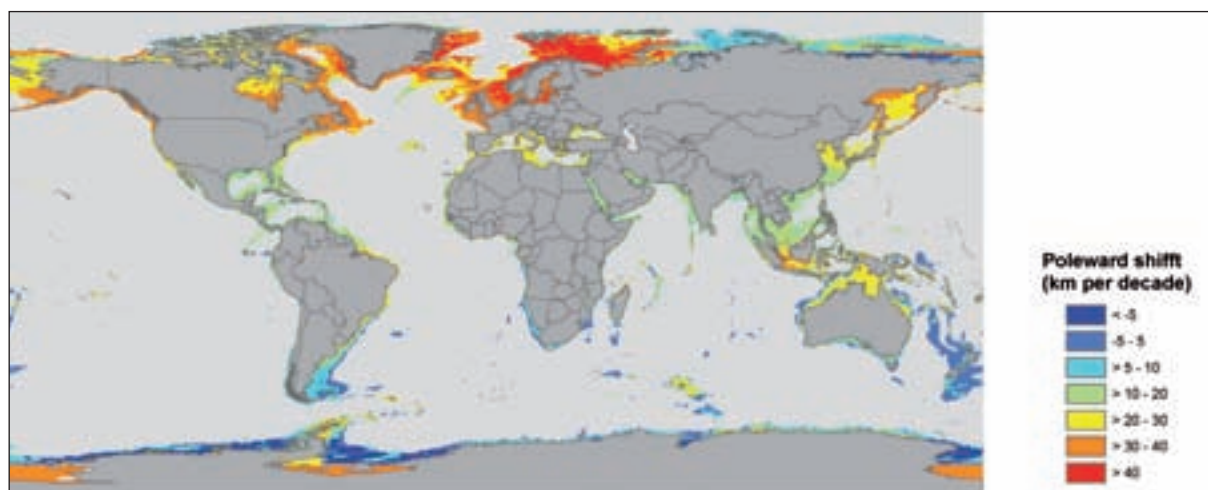 Poleward shifft
(km per decade)
< -5
-5 - 5
> 5 - 10
> 10 - 20
> 20 - 30
> 30 - 40
> 40